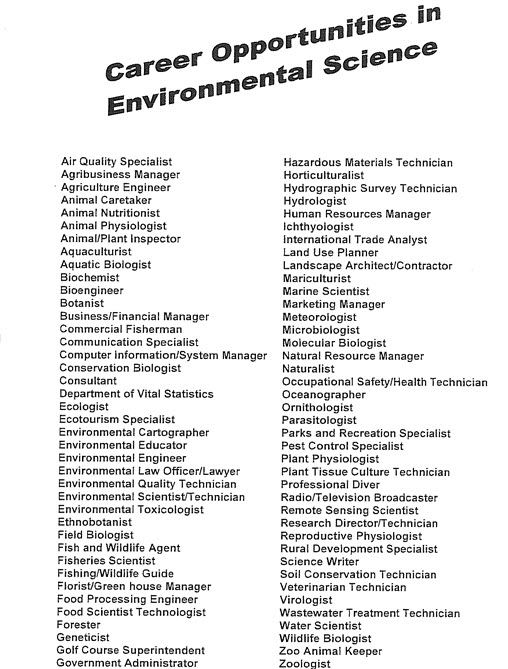 Career Opportunities in
Environmental Science
Air Quality Specialist
Agribusiness Manager
Agriculture Engineer
Animal Caretaker
Animal Nutritionist
Animal Physiologist
Animal/Plant Inspector
Aquaculturist
Aquatic Biologist
Biochemist
Bioengineer
Botanist
Business/Financial Manager
Commercial Fisherman
Communication Specialist
Computer Information/System Manager
Conservation Biologist
Consultant
Department of Vital Statistics
Ecologist
Ecotourism Specialist
Environmental Cartographer
Environmental Educator
Environmental Engineer
Environmental Law Officer/Lawyer
Environmental Quality Technician
Environmental Scientist/Technician
Environmental Toxicologist
Ethnobotanist
Field Biologist
Fish and Wildlife Agent
Fisheries Scientist
Fishing/Wildlife Guide
Florist/Green house Manager
Food Processing Engineer
Food Scientist Technologist
Forester
Geneticist
Golf Course Superintendent
Government Administrator
Hazardous Materials Technician
Horticulturalist
Hydrographic Survey Technician
Hydrologist
Human Resources Manager
Ichthyologist
International Trade Analyst
Land Use Planner
Landscape Architect/Contractor
Mariculturist
Marine Scientist
Marketing Manager
Meteorologist
Microbiologist
Molecular Biologist
Natural Resource Manager
Naturalist
Occupational Safety/Health Technician
Oceanographer
Ornithologist
Parasitologist
Parks and Recreation Specialist
Pest Control Specialist
Plant Physiologist
Plant Tissue Culture Technician
Professional Diver
Radio/Television Broadcaster
Remote Sensing Scientist
Research Director/Technician
Reproductive Physiologist
Rural Development Specialist
Science Writer
Soil Conservation Technician
Veterinarian Technician
Virologist
Wastewater Treatment Technician
Water Scientist
Wildlife Biologist
Zoo Animal Keeper
Zoologist